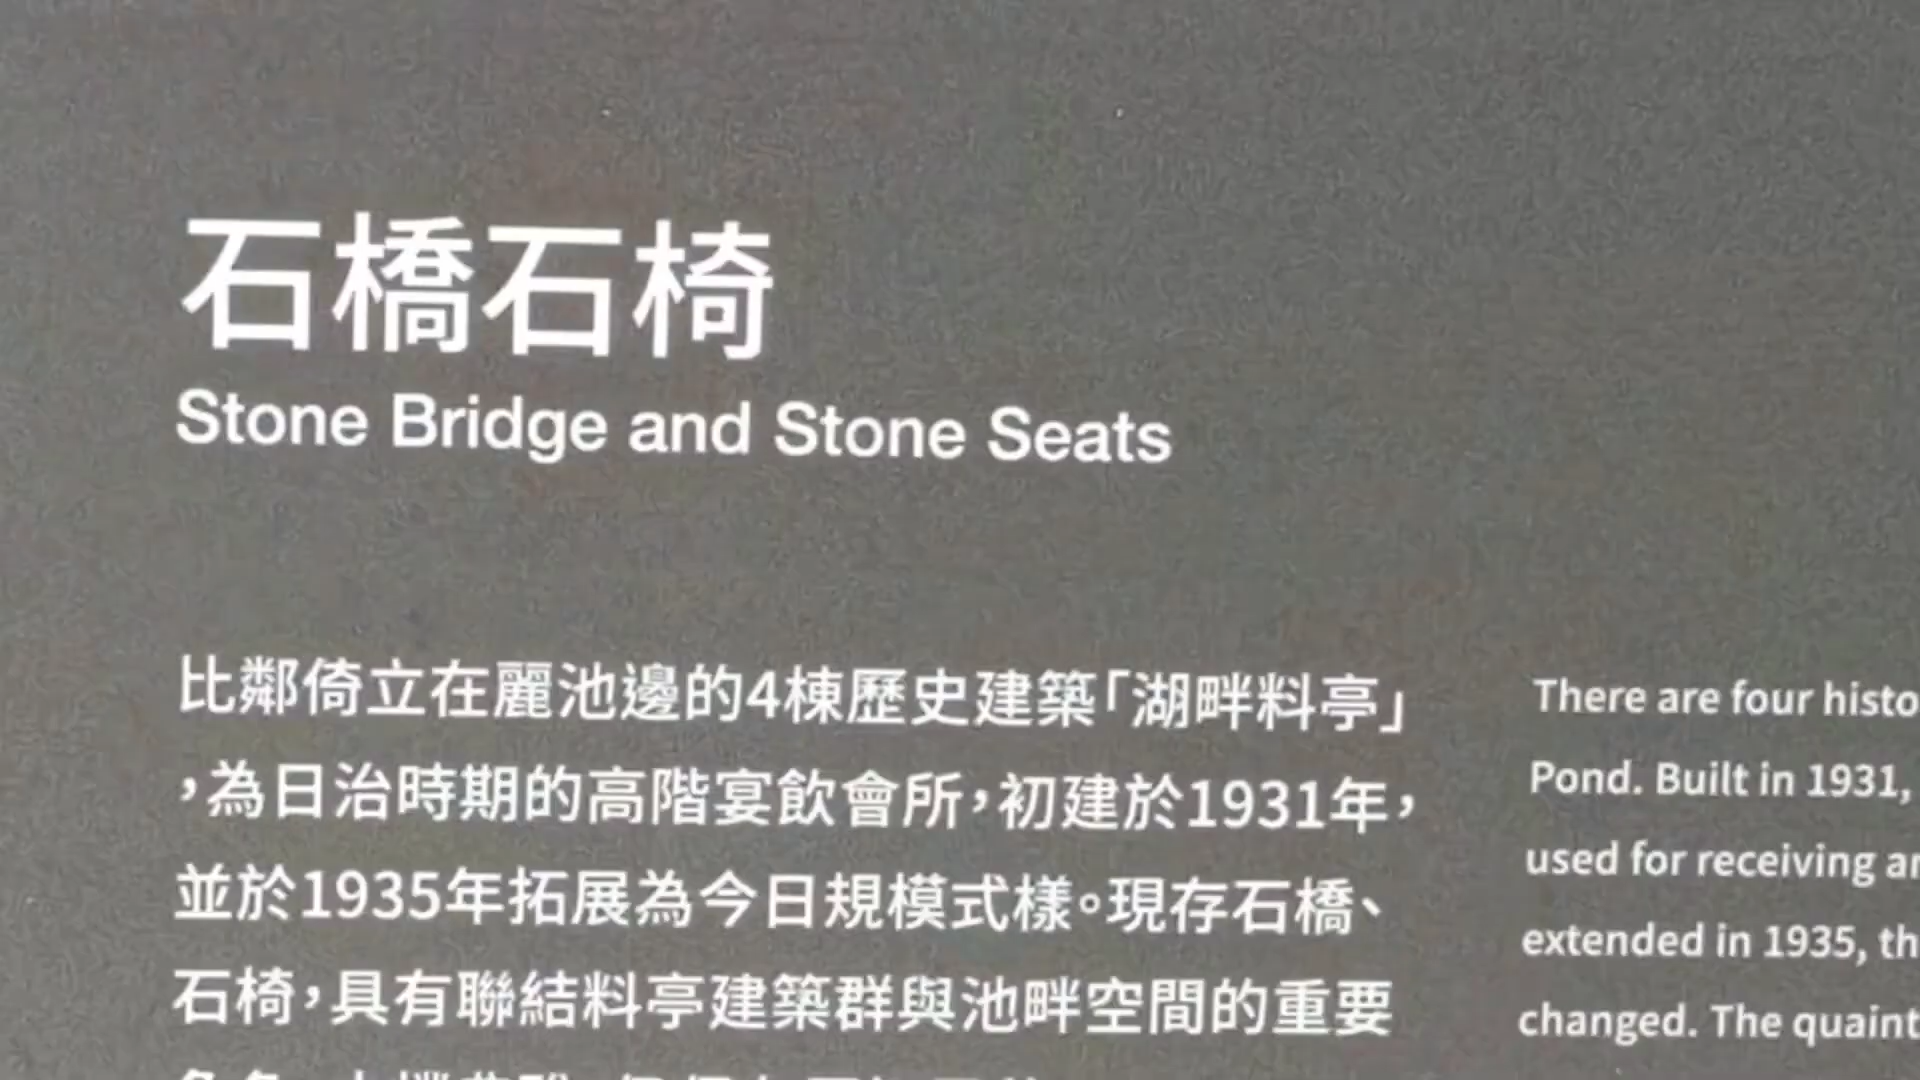 石橋石椅
Stone Bridge and Stone Seats
比鄰倚立在麗池邊的4棟歷史建築「湖畔料亭」
,為日治時期的高階宴飲會所,初建於1931年,
並於1935年拓展為今日規模式樣。現存石橋、
石椅,具有聯結料亭建築群與池畔空間的重要
There are four histo
Pond. Built in 1931,
used for receiving an
extended in 1935, th
changed. The quaint